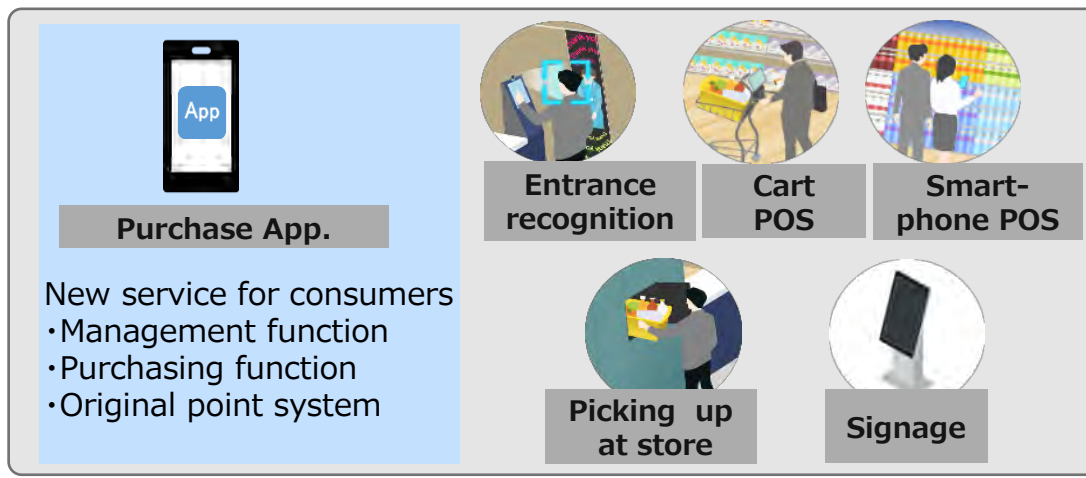 App
Purchase App.
New service for consumers
・Management function
・Purchasing function
・Original point system
Entrance
recognition
Cart
POS
Smart-
phone POS
Picking up
at store
Signage